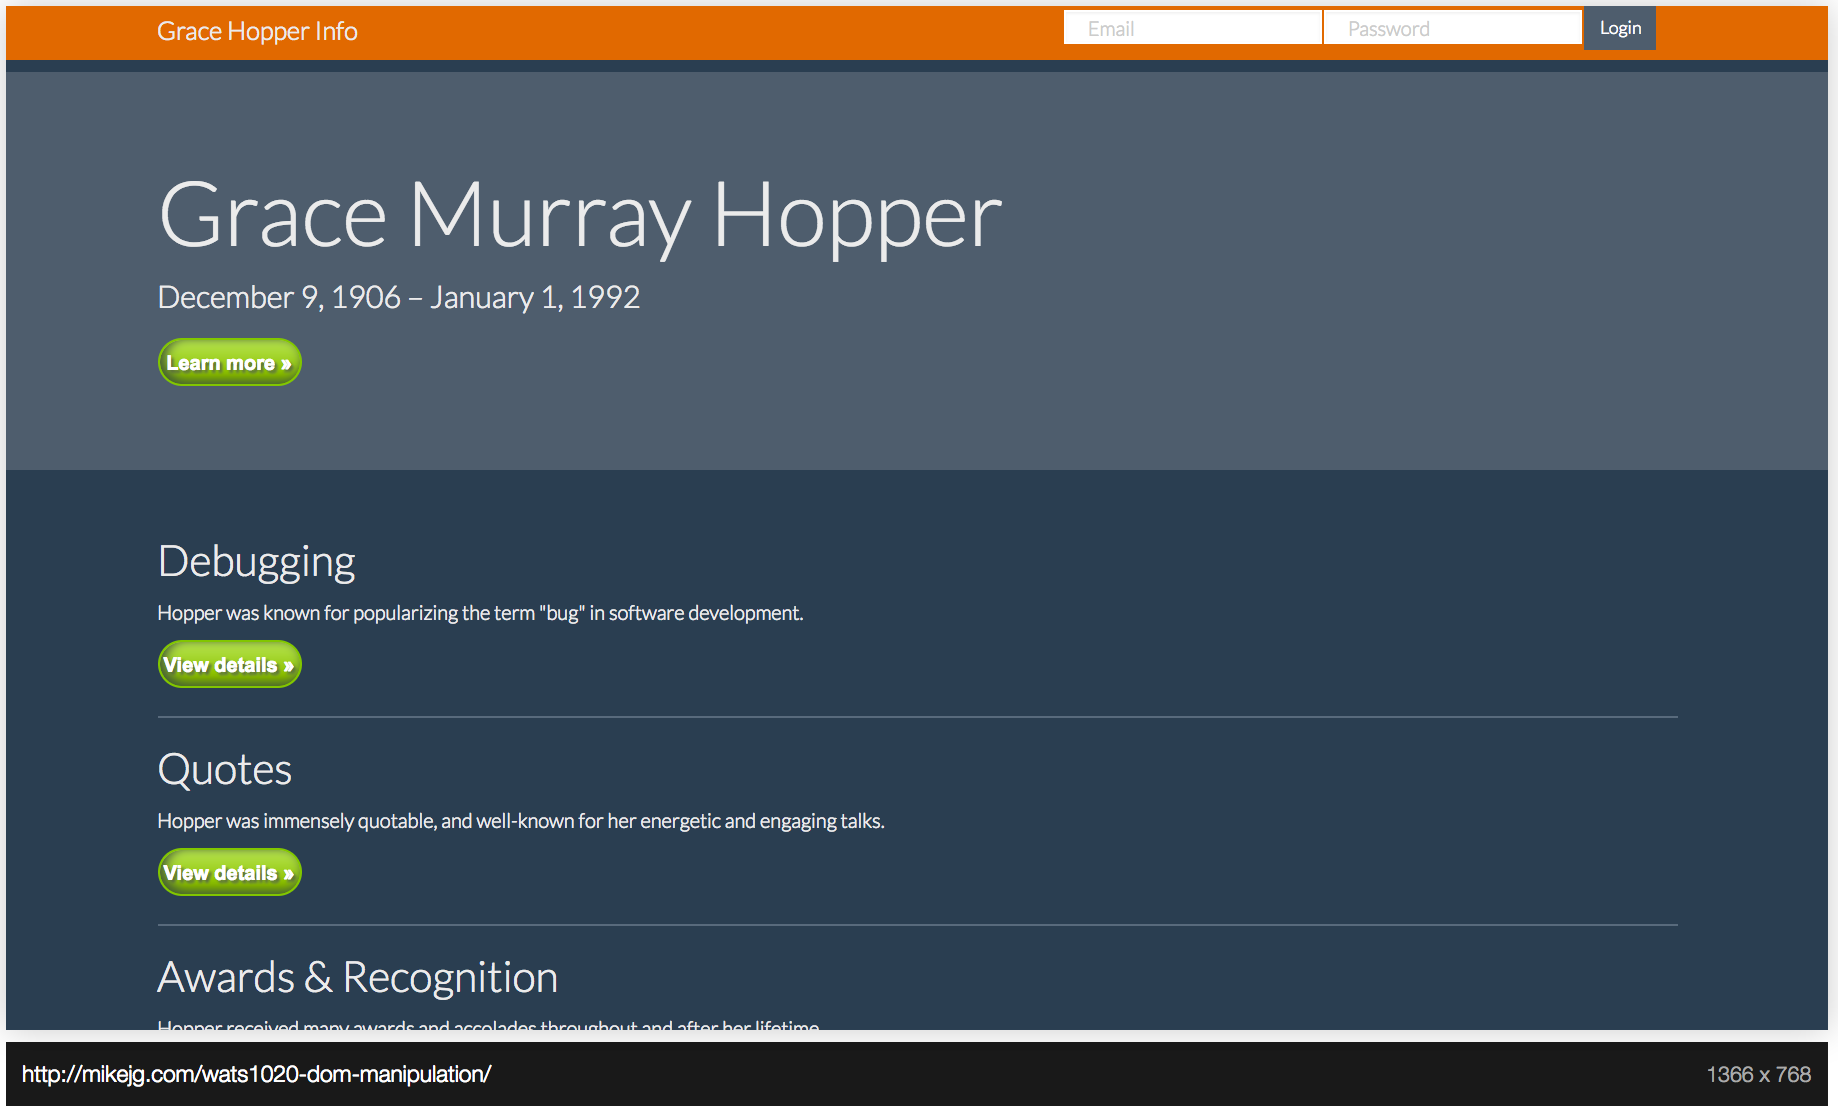 Grace Hopper Info
Email
Password
Login
Grace Murray Hopper
December 9, 1906 – January 1, 1992
Learn more »
Debugging
Hopper was known for popularizing the term "bug" in software development.
View details »
Quotes
Hopper was immensely quotable, and well-known for her energetic and engaging talks.
View details »
Awards & Recognition
Hopper received many awards and accolades throughout and after her lifetime.
http://mikejg.com/wats1020-dom-manipulation/
1366 x 768